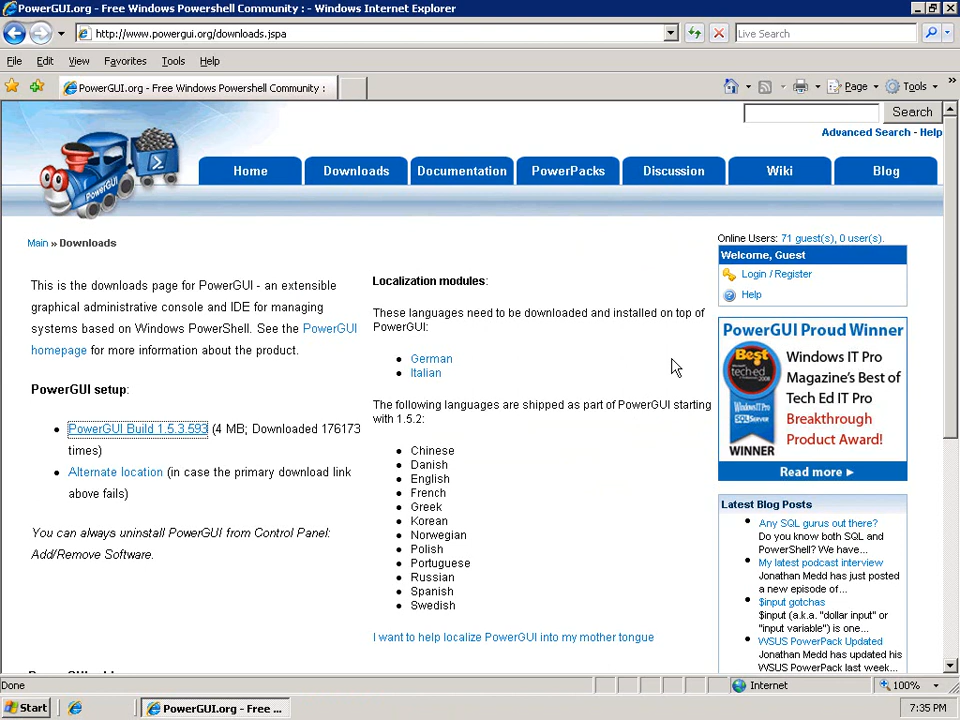 PowerGUI.org - Free Windows Powershell Community : - Windows Internet Explorer
http://www.powergui.org/downloads.jspa
Live Search
File Edit View Favorites Tools Help
PowerGUI.org - Free Windows Powershell Community :
Page Tools
Search
Advanced Search - Help
PowerGUI
Home Downloads Documentation PowerPacks Discussion Wiki Blog
Main » Downloads
This is the downloads page for PowerGUI - an extensible
graphical administrative console and IDE for managing
systems based on Windows PowerShell. See the PowerGUI
homepage for more information about the product.
PowerGUI setup:
PowerGUI Build 1.5.3.593 (4 MB; Downloaded 176173
times)
Alternate location (in case the primary download link
above fails)
You can always uninstall PowerGUI from Control Panel:
Add/Remove Software.
Localization modules:
These languages need to be downloaded and installed on top of
PowerGUI:
German
Italian
The following languages are shipped as part of PowerGUI starting
with 1.5.2:
Chinese
Danish
English
French
Greek
Korean
Norwegian
Polish
Portuguese
Russian
Spanish
Swedish
I want to help localize PowerGUI into my mother tongue
Online Users: 71 guest(s), 0 user(s).
Welcome, Guest
Login / Register
Help
PowerGUI Proud Winner
Best
tech·ed
2008
Windows IT Pro
SQL Server
WINNER
Windows IT Pro
Magazine's Best of
Tech Ed IT Pro
Breakthrough
Product Award!
Read more
Latest Blog Posts
Any SQL gurus out there?
Do you know both SQL and
PowerShell? We have...
My latest podcast interview
Jonathan Medd has just posted
a new episode of...
$input gotchas
$input (a.k.a. "dollar input" or
"input variable") is one...
WSUS PowerPack Updated
Jonathan Medd has updated his
WSUS PowerPack last week...
Done
Internet
100%
Start
PowerGUI.org - Free ...
7:35 PM